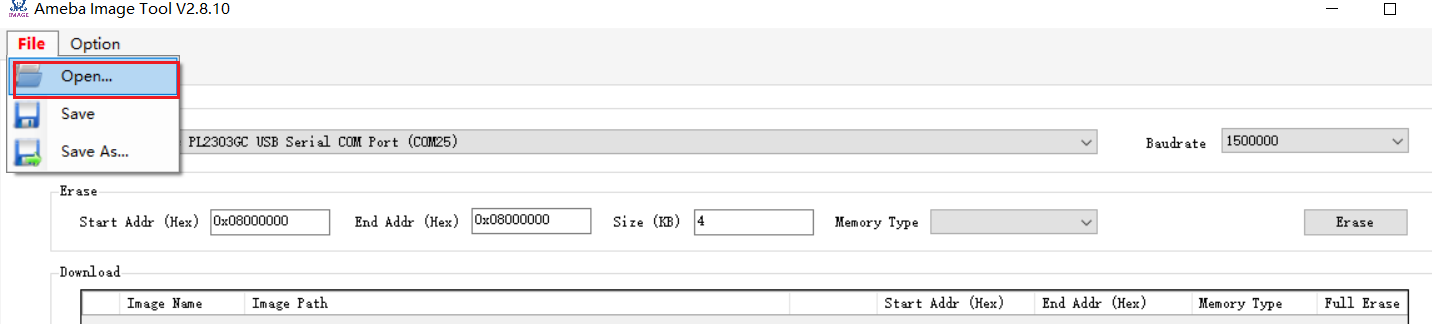 IMAGE Ameba Image Tool V2.8.10
File Option
Open...
Save
Save As...
PL2303GC USB Serial COM Port (COM25) Baudrate 1500000
Erase
Start Addr (Hex) 0x08000000 End Addr (Hex) 0x08000000 Size (KB) 4 Memory Type Erase
Download
Image Name Image Path Start Addr (Hex) End Addr (Hex) Memory Type Full Erase